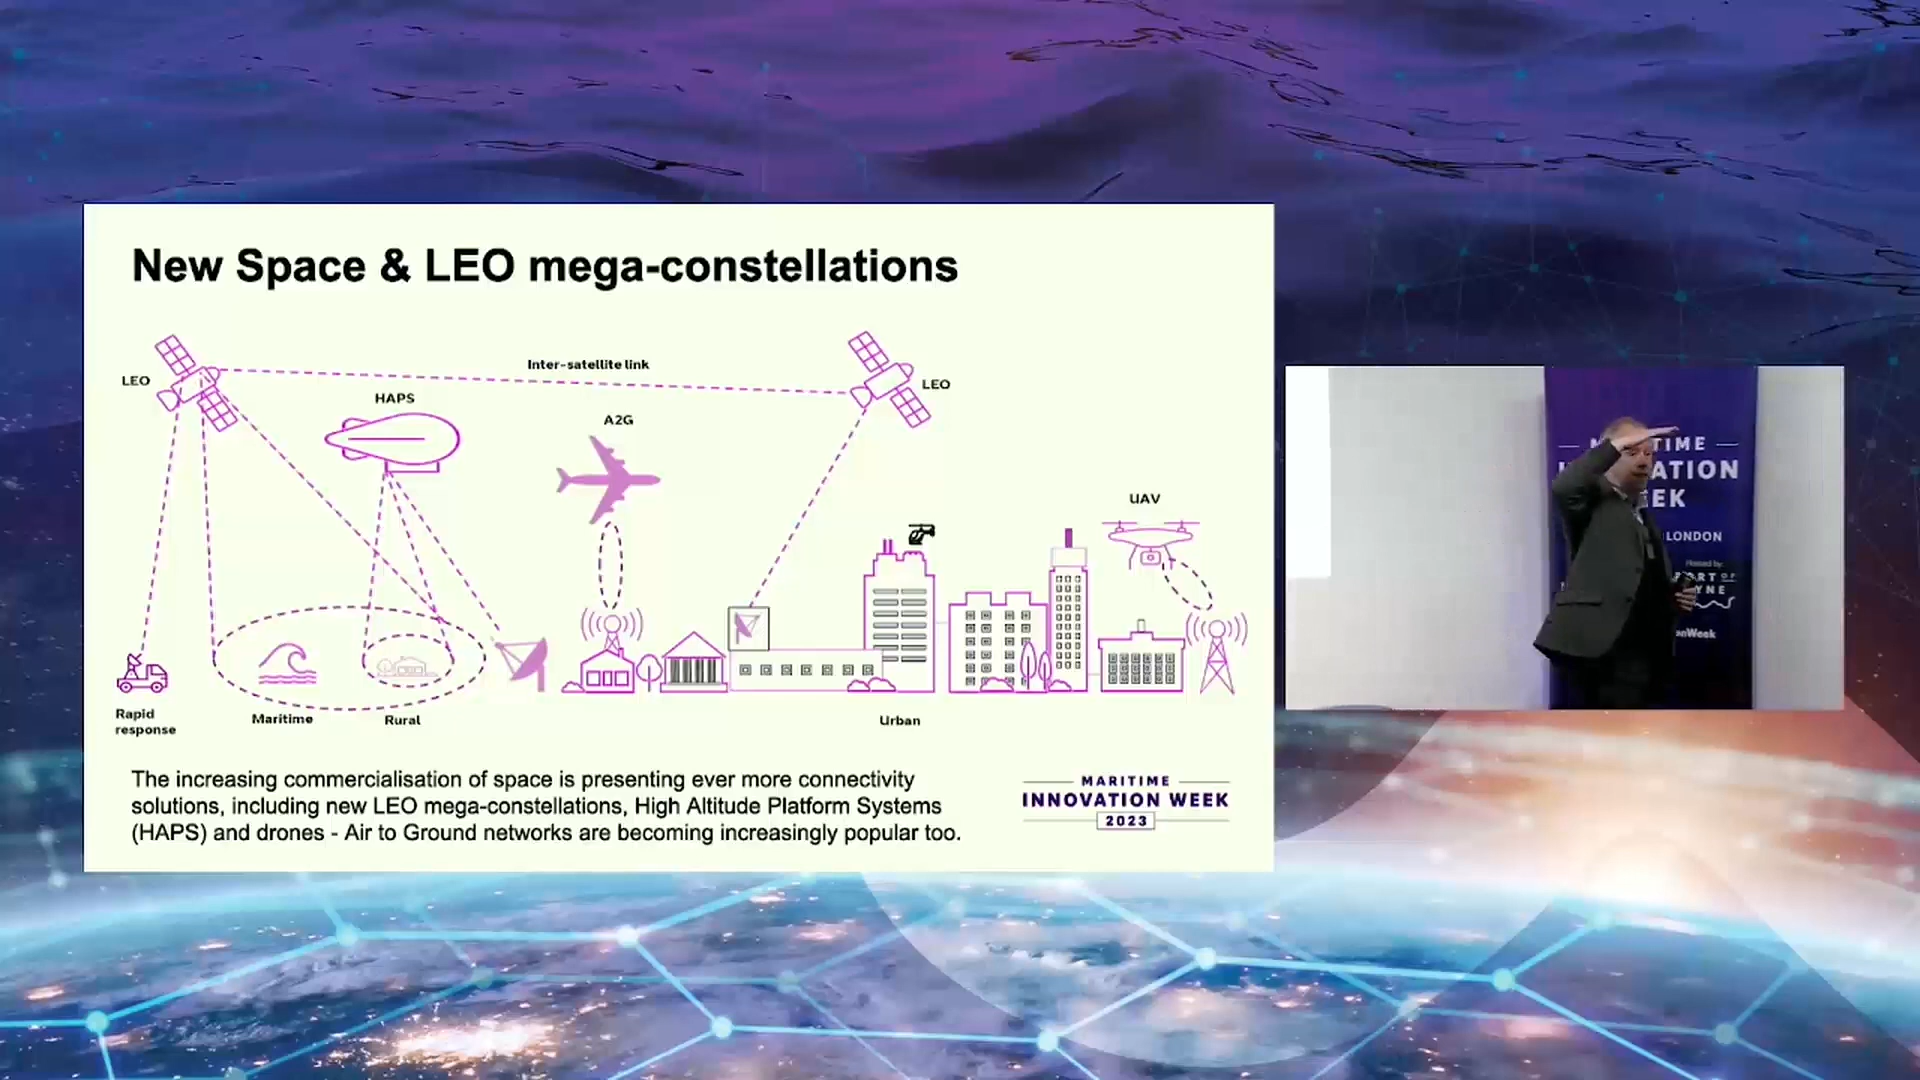 New Space & LEO mega-constellations
LEO
Inter-satellite link
LEO
HAPS
A2G
UAV
Rapid
response
Maritime
Rural
Urban
The increasing commercialisation of space is presenting ever more connectivity
solutions, including new LEO mega-constellations, High Altitude Platform Systems
(HAPS) and drones - Air to Ground networks are becoming increasingly popular too.
MARITIME
INNOVATION WEEK
2023
LONDON
Hosted by